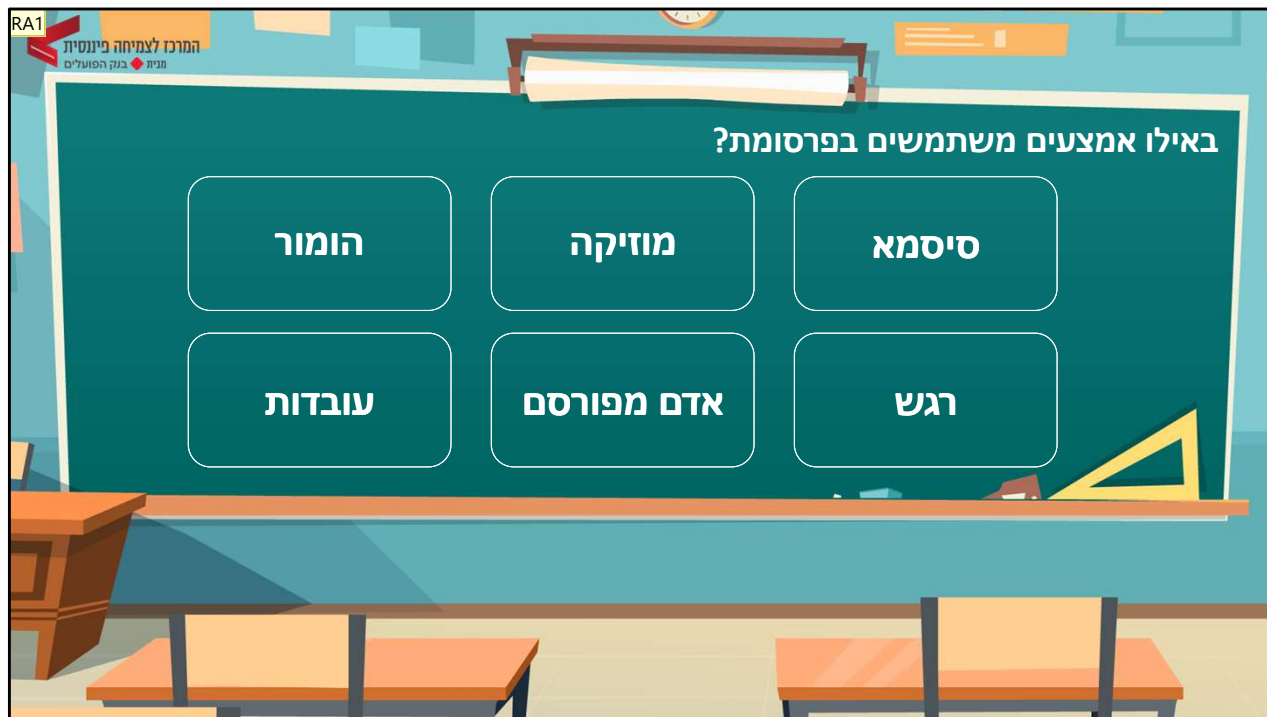 RA1
המרכז לצמיחה פיננסית
מבית בנק הפועלים
באילו אמצעים משתמשים בפרסומת?
סיסמא
מוזיקה
הומור
רגש
אדם מפורסם
עובדות